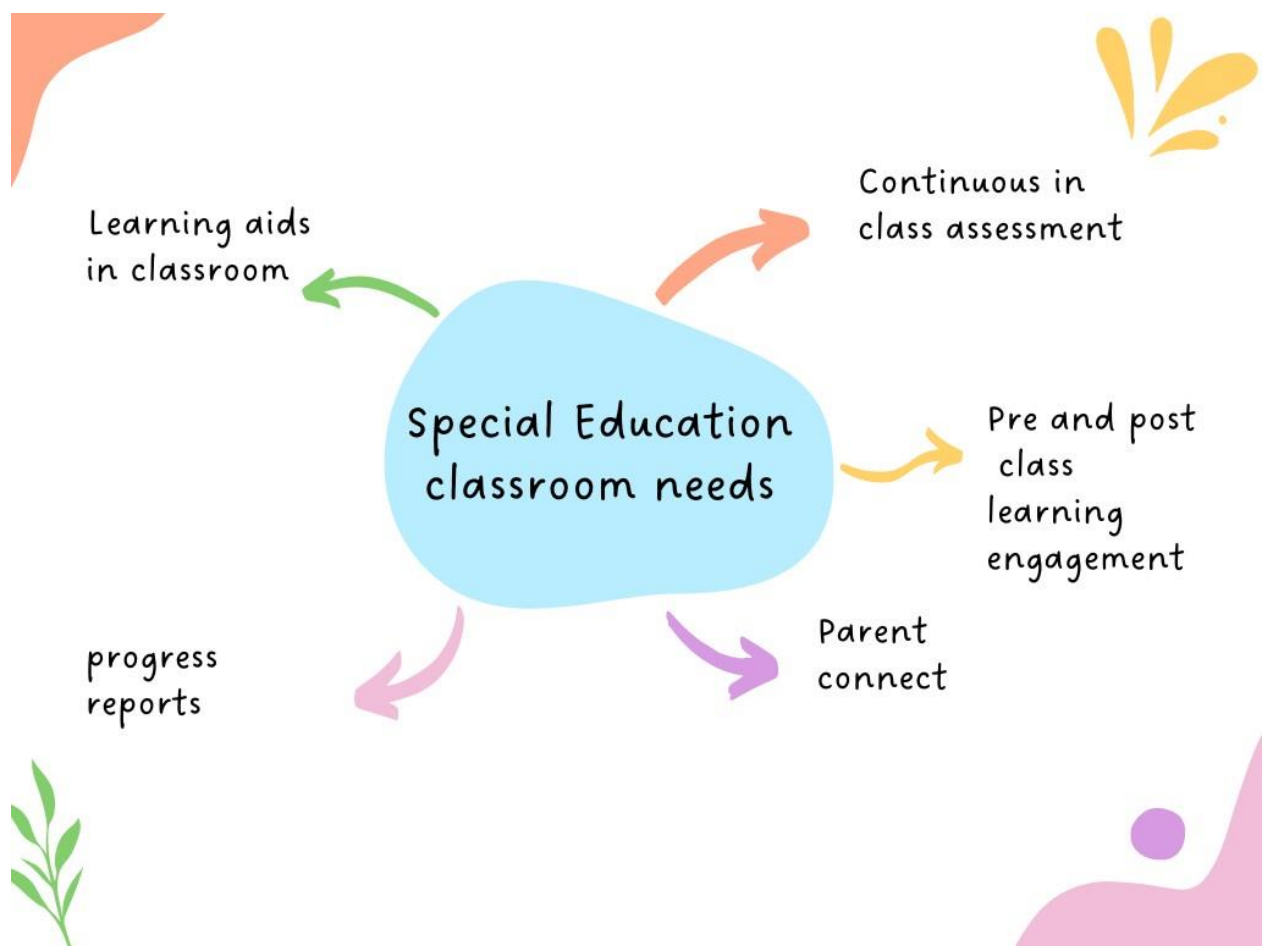 Learning aids
in classroom
Continuous in
class assessment
Special Education
classroom needs
Pre and post
class
learning
engagement
Parent
connect
progress
reports